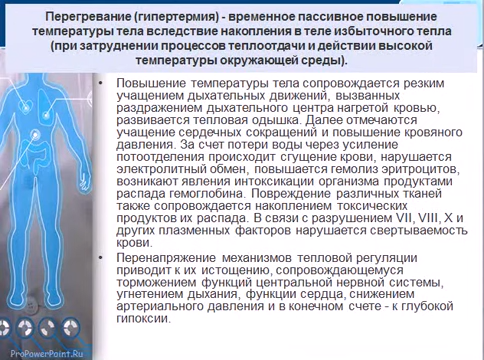 Перегревание (гипертермия) - временное пассивное повышение
температуры тела вследствие накопления в теле избыточного тепла
(при затруднении процессов теплоотдачи и действии высокой
температуры окружающей среды).
• Повышение температуры тела сопровождается резким
учащением дыхательных движений, вызванных
раздражением дыхательного центра нагретой кровью,
развивается тепловая одышка. Далее отмечаются
учащение сердечных сокращений и повышение кровяного
давления. За счет потери воды через усиление
потоотделения происходит сгущение крови, нарушается
электролитный обмен, повышается гемолиз эритроцитов,
возникают явления интоксикации организма продуктами
распада гемоглобина. Повреждение различных тканей
также сопровождается накоплением токсических
продуктов их распада. В связи с разрушением VII, VIII, X и
других плазменных факторов нарушается свертываемость
крови.
• Перенапряжение механизмов тепловой регуляции
приводит к их истощению, сопровождающемуся
торможением функций центральной нервной системы,
угнетением дыхания, функции сердца, снижением
артериального давления и в конечном счете - к глубокой
гипоксии.
ProPowerPoint.Ru